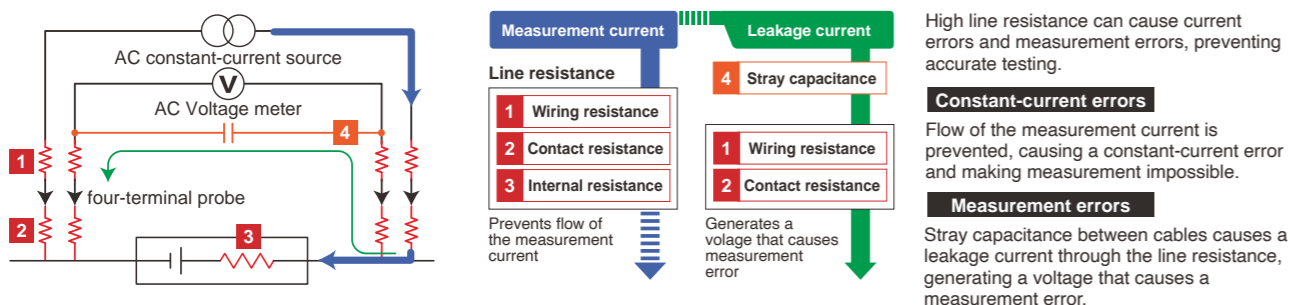 AC constant-current source
V
AC Voltage meter
4
1
four-terminal probe
2
3
Measurement current
Leakage current
Line resistance
1 Wiring resistance
2 Contact resistance
3 Internal resistance
Prevents flow of
the measurement
current
4 Stray capacitance
1 Wiring resistance
2 Contact resistance
Generates a
volage that causes
measurement
error
High line resistance can cause current
errors and measurement errors, preventing
accurate testing.
Constant-current errors
Flow of the measurement current is
prevented, causing a constant-current error
and making measurement impossible.
Measurement errors
Stray capacitance between cables causes a
leakage current through the line resistance,
generating a voltage that causes a
measurement error.